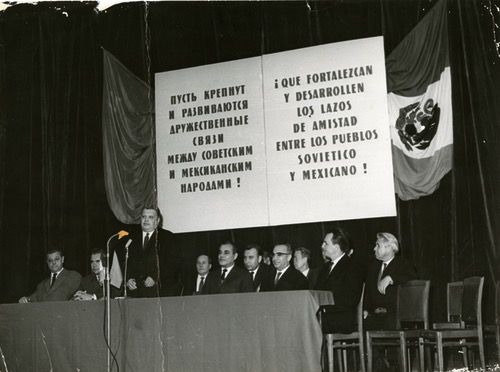 ПУСТЬ КРЕПНУТ
И РАЗВИВАЮТСЯ
ДРУЖЕСТВЕННЫЕ
СВЯЗИ
МЕЖДУ СОВЕТСКИМ
И МЕКСИКАНСКИМ
НАРОДАМИ !
¡ QUE FORTALEZCAN
Y DESARROLLEN
LOS LAZOS
DE AMISTAD
ENTRE LOS PUEBLOS
SOVIETICO
Y MEXICANO !